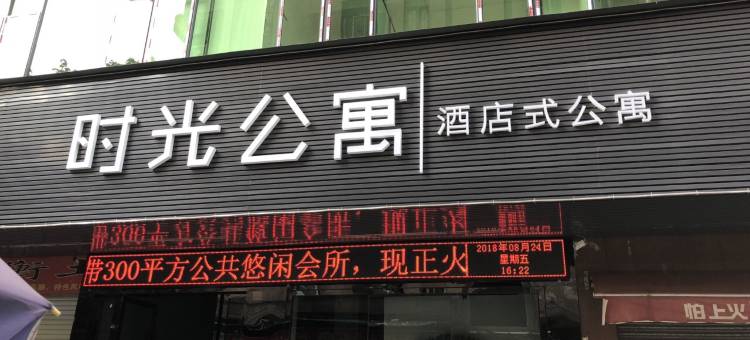 时光公寓
酒店式公寓
带300平方公共悠闲会所，现正火
2018年08月24日
星期五
16:22
怕上火